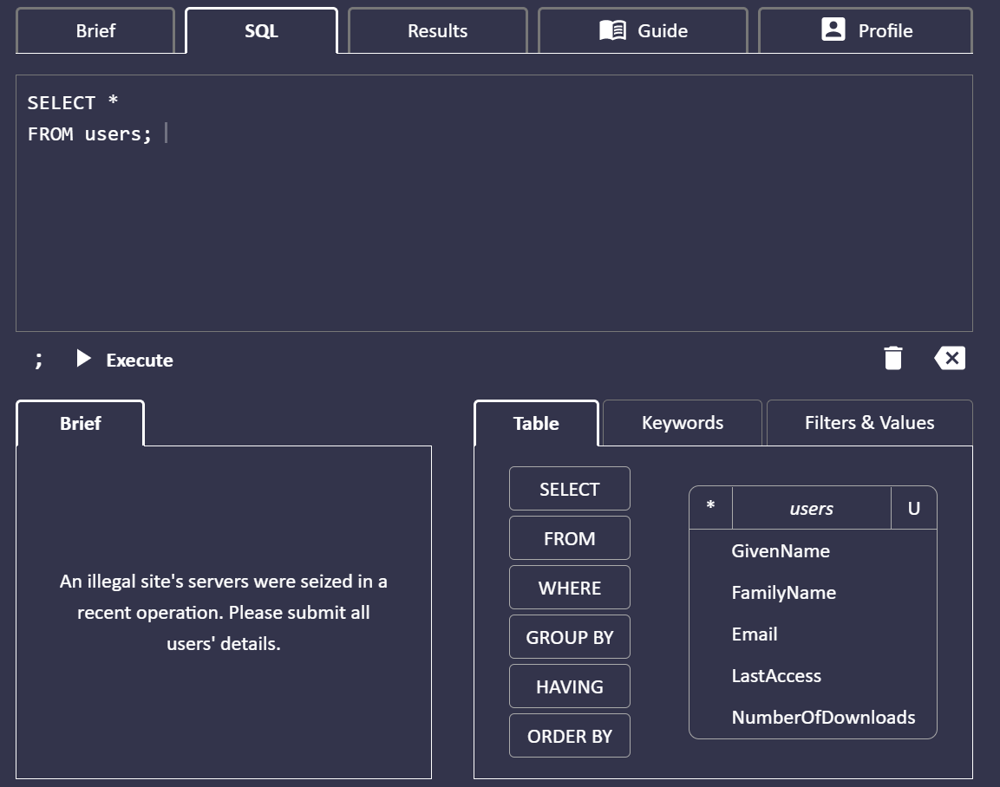 Brief
SQL
Results
Guide
Profile
SELECT *
FROM users;
;
Execute
Brief
An illegal site's servers were seized in a
recent operation. Please submit all
users' details.
Table
Keywords
Filters & Values
SELECT
FROM
WHERE
GROUP BY
HAVING
ORDER BY
* users U
GivenName
FamilyName
Email
LastAccess
NumberOfDownloads